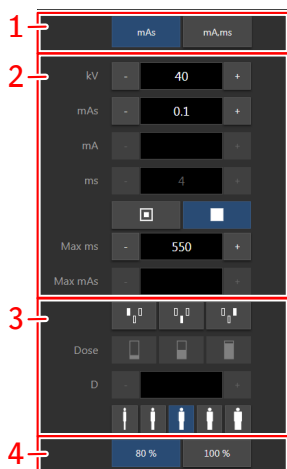 1
mAs mA,ms
2
kV - 40 +
mAs - 0.1 +
mA - +
ms - 4 +
Max ms - 550 +
Max mAs - +
3
Dose
D - +
4
80 % 100 %